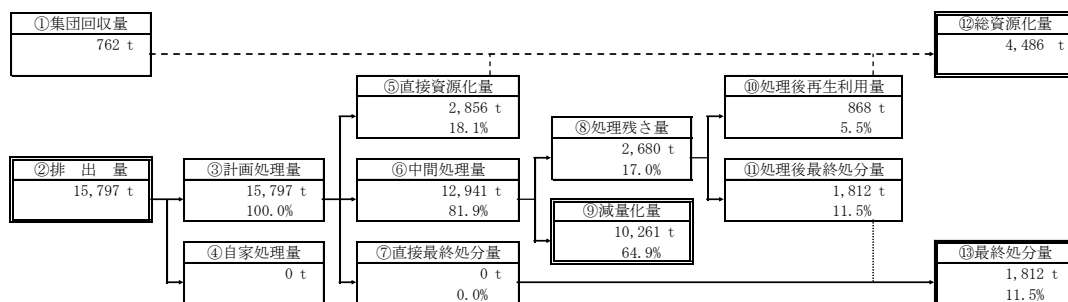 ①集団回収量
762 t
⑫総資源化量
4,486 t
⑤直接資源化量
2,856 t
18.1%
⑩処理後再生利用量
868 t
5.5%
⑧処理残さ量
2,680 t
17.0%
②排 出 量
15,797 t
③計画処理量
15,797 t
100.0%
⑥中間処理量
12,941 t
81.9%
⑪処理後最終処分量
1,812 t
11.5%
⑨減量化量
10,261 t
64.9%
④自家処理量
0 t
⑦直接最終処分量
0 t
0.0%
⑬最終処分量
1,812 t
11.5%